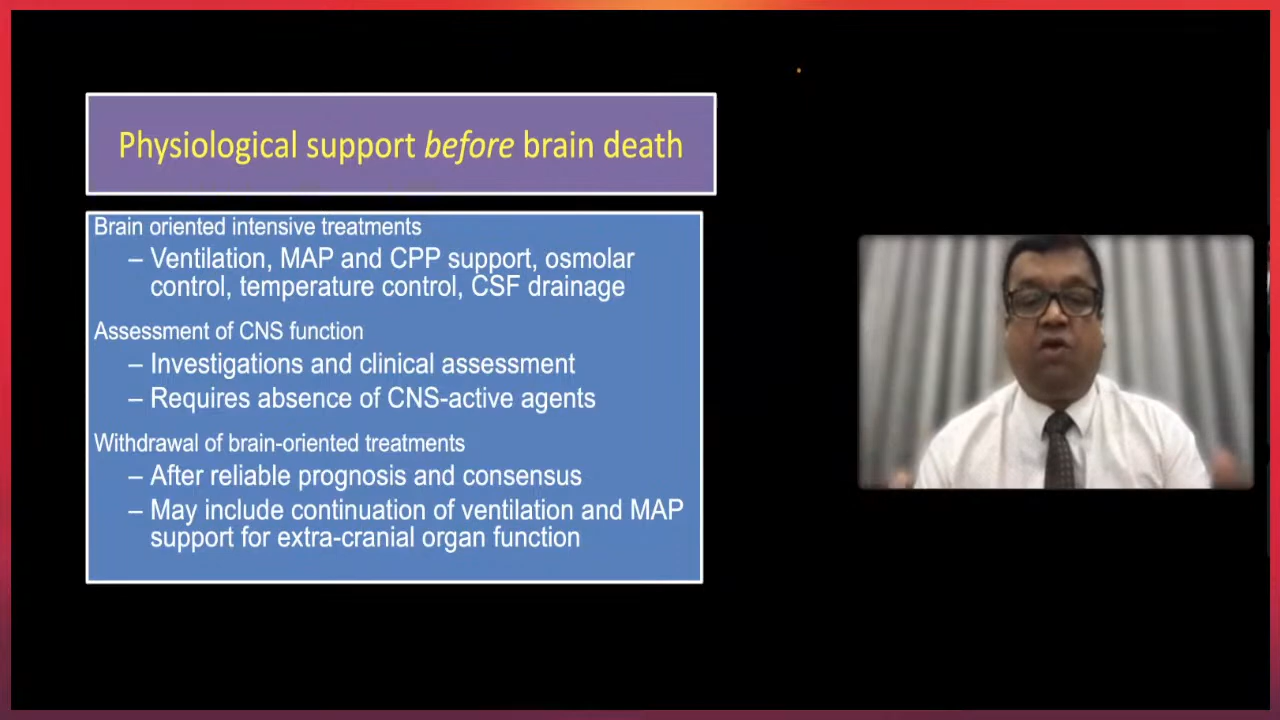 Physiological support before brain death
Brain oriented intensive treatments
– Ventilation, MAP and CPP support, osmolar
control, temperature control, CSF drainage
Assessment of CNS function
– Investigations and clinical assessment
– Requires absence of CNS-active agents
Withdrawal of brain-oriented treatments
– After reliable prognosis and consensus
– May include continuation of ventilation and MAP
support for extra-cranial organ function